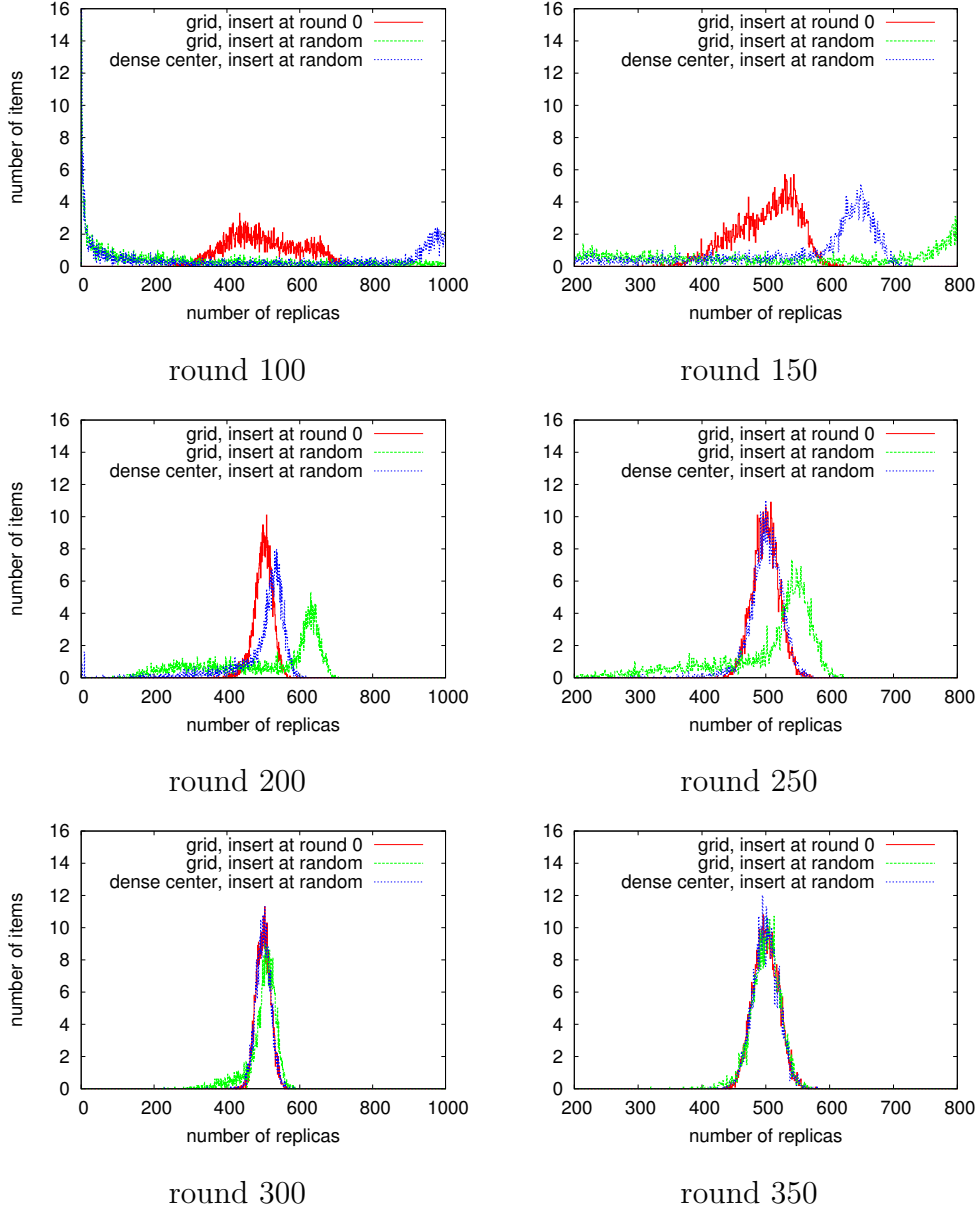 16
14
12
10
8
6
4
2
0
number of items
grid, insert at round 0
grid, insert at random
dense center, insert at random
0 200 400 600 800 1000
number of replicas
round 100
16
14
12
10
8
6
4
2
0
grid, insert at round 0
grid, insert at random
dense center, insert at random
200 300 400 500 600 700 800
number of replicas
round 150
16
14
12
10
8
6
4
2
0
number of items
grid, insert at round 0
grid, insert at random
dense center, insert at random
0 200 400 600 800 1000
number of replicas
round 200
16
14
12
10
8
6
4
2
0
grid, insert at round 0
grid, insert at random
dense center, insert at random
200 300 400 500 600 700 800
number of replicas
round 250
16
14
12
10
8
6
4
2
0
number of items
grid, insert at round 0
grid, insert at random
dense center, insert at random
0 200 400 600 800 1000
number of replicas
round 300
16
14
12
10
8
6
4
2
0
grid, insert at round 0
grid, insert at random
dense center, insert at random
200 300 400 500 600 700 800
number of replicas
round 350